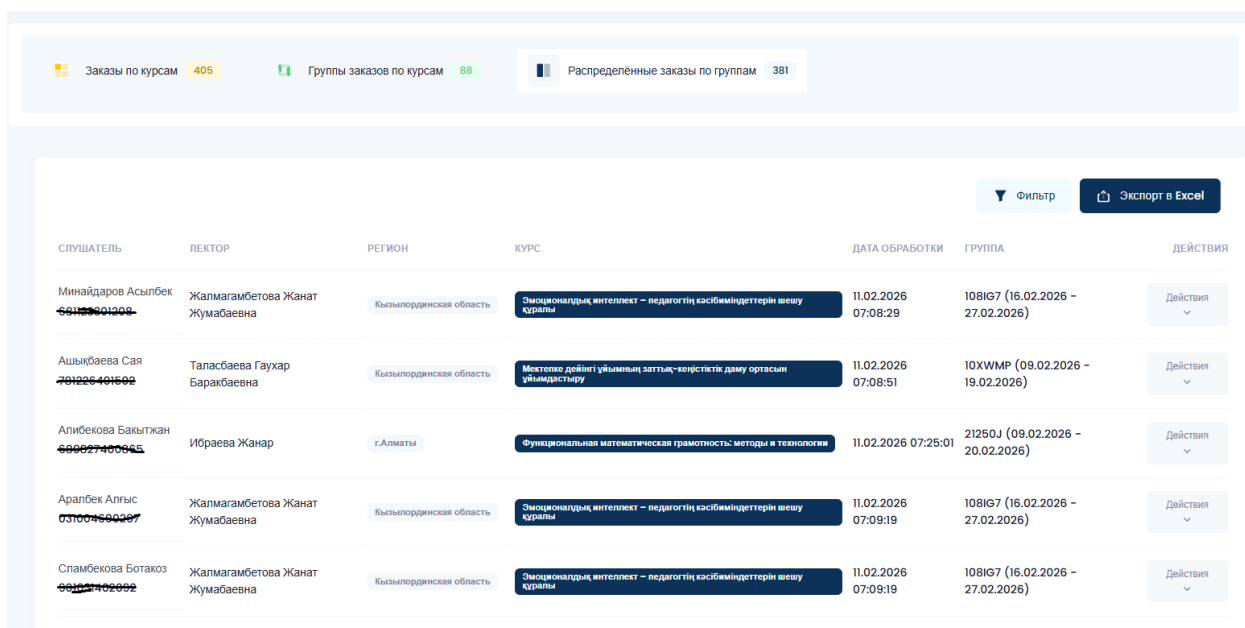 Заказы по курсам 405
Группы заказов по курсам 88
Распределённые заказы по группам 381
Фильтр
Экспорт в Excel
СЛУШАТЕЛЬ
ЛЕКТОР
РЕГИОН
КУРС
ДАТА ОБРАБОТКИ
ГРУППА
ДЕЙСТВИЯ
Минайдаров Асылбек
Жалмагамбетова Жанат
Жумабаевна
Кызылординская область
Эмоционалдық интеллект – педагогтің кәсібиміндеттерін шешу
құралы
11.02.2026
07:08:29
108IG7 (16.02.2026 -
27.02.2026)
Действия
Ашықбаева Сая
Таласбаева Гаухар
Баракбаевна
Кызылординская область
Мектепке дейінгі ұйымның заттық-кеңістіктік даму ортасын
ұйымдастыру
11.02.2026
07:08:51
10XWMP (09.02.2026 -
19.02.2026)
Действия
Алибекова Бакытжан
Ибраева Жанар
г.Алматы
Функциональная математическая грамотность: методы и технологии
11.02.2026 07:25:01
21250J (09.02.2026 -
20.02.2026)
Действия
Аралбек Алғыс
Жалмагамбетова Жанат
Жумабаевна
Кызылординская область
Эмоционалдық интеллект – педагогтің кәсібиміндеттерін шешу
құралы
11.02.2026
07:09:19
108IG7 (16.02.2026 -
27.02.2026)
Действия
Сламбекова Ботакоз
Жалмагамбетова Жанат
Жумабаевна
Кызылординская область
Эмоционалдық интеллект – педагогтің кәсібиміндеттерін шешу
құралы
11.02.2026
07:09:19
108IG7 (16.02.2026 -
27.02.2026)
Действия